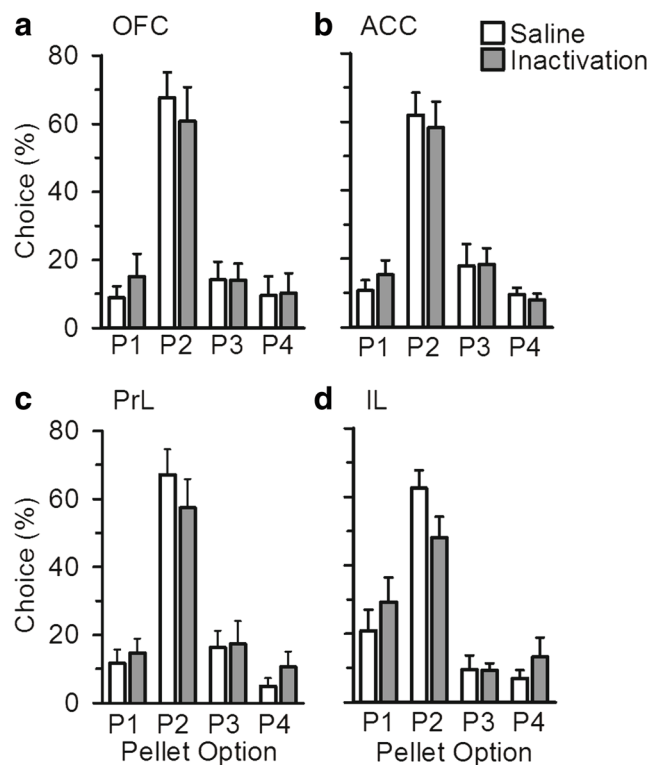 a OFC
b ACC
Saline
Inactivation
Choice (%)
80
60
40
20
0
P1 P2 P3 P4
P1 P2 P3 P4
c PrL
d IL
Choice (%)
80
60
40
20
0
P1 P2 P3 P4
Pellet Option
P1 P2 P3 P4
Pellet Option